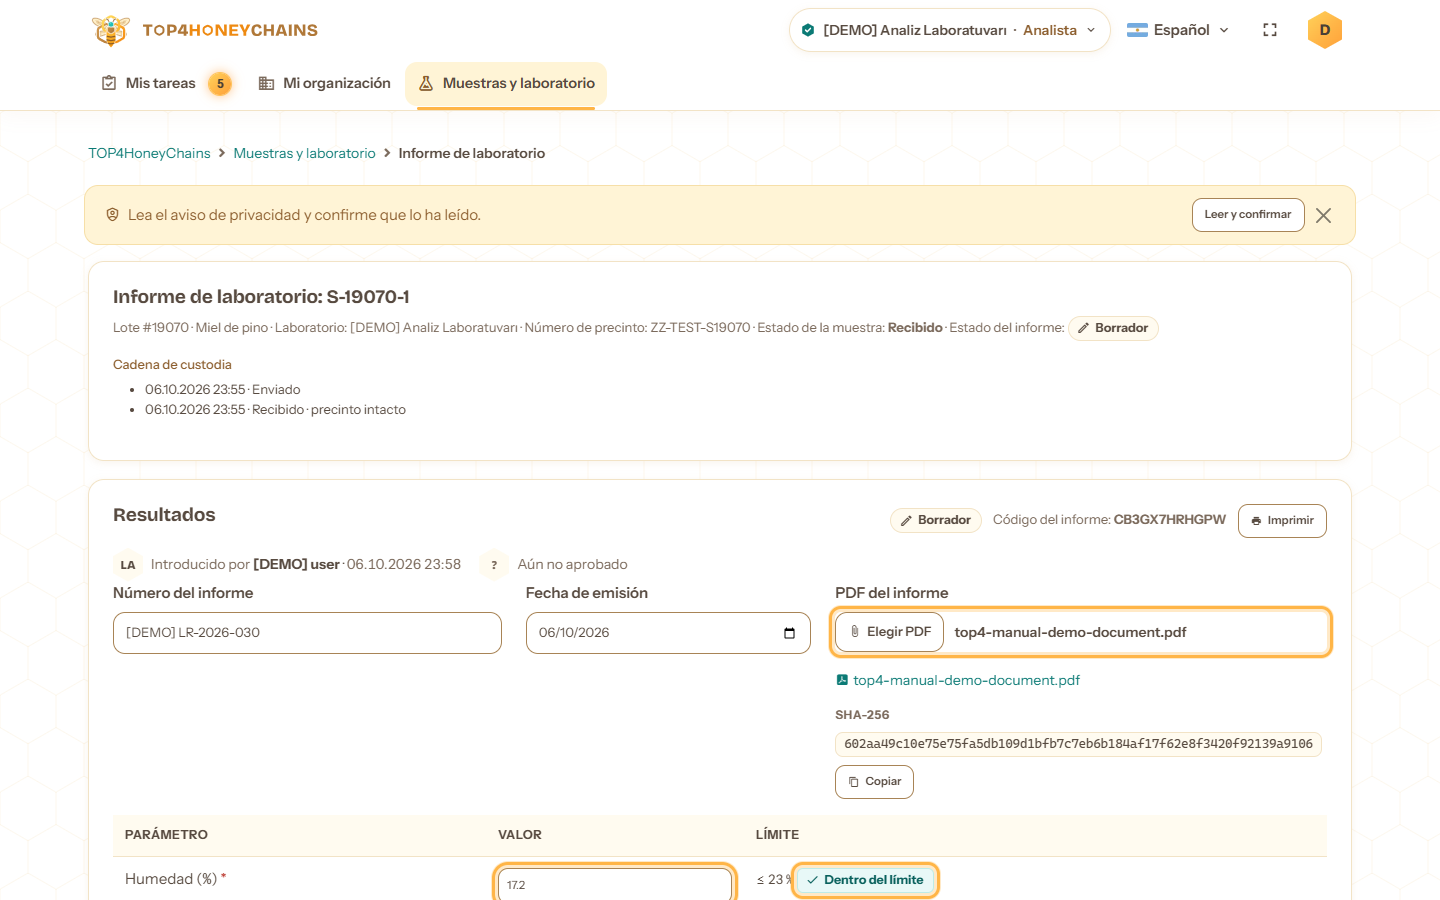 TOP4HONEYCHAINS
[DEMO] Analiz Laboratuvarı · Analista
Español
D
Mis tareas 5
Mi organización
Muestras y laboratorio
TOP4HoneyChains > Muestras y laboratorio > Informe de laboratorio
Lea el aviso de privacidad y confirme que lo ha leído.
Leer y confirmar
Informe de laboratorio: S-19070-1
Lote #19070 · Miel de pino · Laboratorio: [DEMO] Analiz Laboratuvarı · Número de precinto: ZZ-TEST-S19070 · Estado de la muestra: Recibido · Estado del informe: Borrador
Cadena de custodia
• 06.10.2026 23:55 · Enviado
• 06.10.2026 23:55 · Recibido · precinto intacto
Resultados
Borrador
Código del informe: CB3GX7HRHGPW
Imprimir
LA Introducido por [DEMO] user · 06.10.2026 23:58
? Aún no aprobado
Número del informe
Fecha de emisión
PDF del informe
[DEMO] LR-2026-030
06/10/2026
Elegir PDF top4-manual-demo-document.pdf
top4-manual-demo-document.pdf
SHA-256
602aa49c10e75e75fa5db109d1bfb7c7eb6b184af17f62e8f3420f92139a9106
Copiar
PARÁMETRO VALOR LÍMITE
Humedad (%) * 17.2 ≤ 23 % Dentro del límite